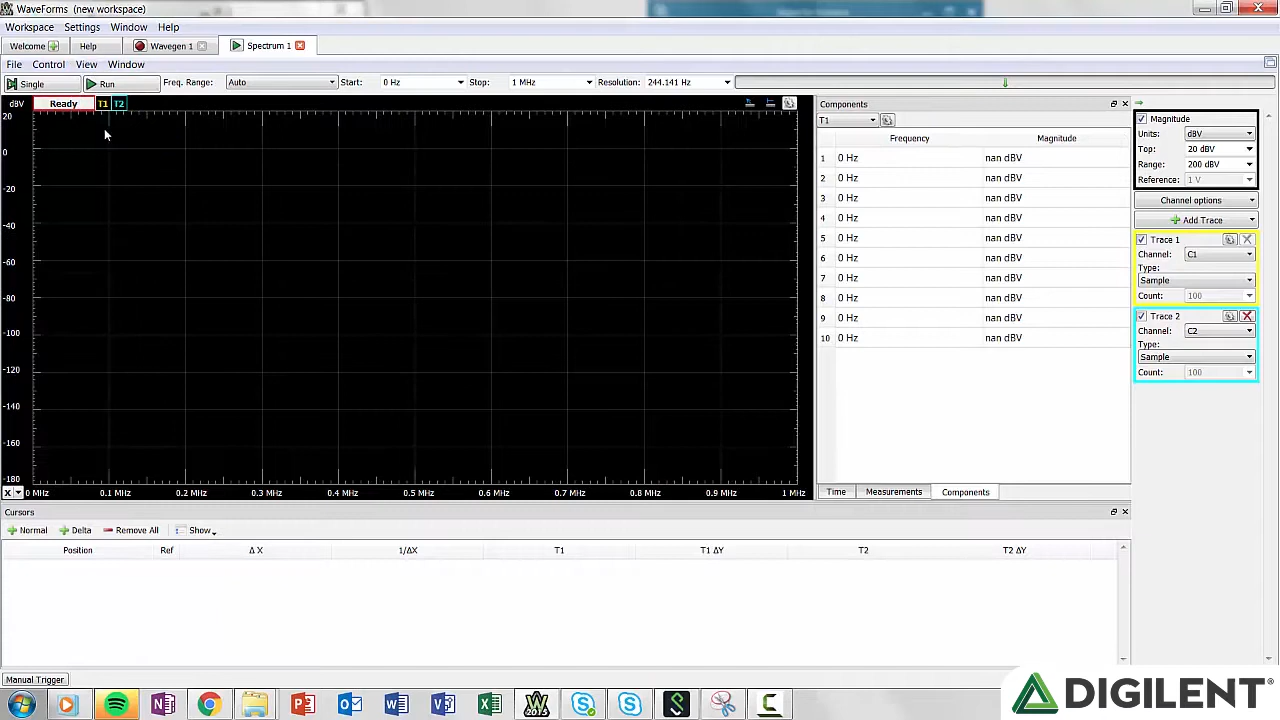 WaveForms (new workspace)
Workspace Settings Window Help
Welcome Help Wavegen 1 Spectrum 1
File Control View Window
Single Run Freq. Range: Auto Start: 0 Hz Stop: 1 MHz Resolution: 244.141 Hz
dBV Ready T1 T2
20
0
-20
-40
-60
-80
-100
-120
-140
-160
-180
X 0 MHz 0.1 MHz 0.2 MHz 0.3 MHz 0.4 MHz 0.5 MHz 0.6 MHz 0.7 MHz 0.8 MHz 0.9 MHz 1 MHz
Components
T1
Frequency Magnitude
1 0 Hz nan dBV
2 0 Hz nan dBV
3 0 Hz nan dBV
4 0 Hz nan dBV
5 0 Hz nan dBV
6 0 Hz nan dBV
7 0 Hz nan dBV
8 0 Hz nan dBV
9 0 Hz nan dBV
10 0 Hz nan dBV
Time Measurements Components
Magnitude
Units: dBV
Top: 20 dBV
Range: 200 dBV
Reference: 1 V
Channel options
Add Trace
Trace 1
Channel: C1
Type:
Sample
Count: 100
Trace 2
Channel: C2
Type:
Sample
Count: 100
Cursors
Normal Delta Remove All Show
Position Ref Δ X 1/ΔX T1 T1 ΔY T2 T2 ΔY
Manual Trigger
DIGILENT®